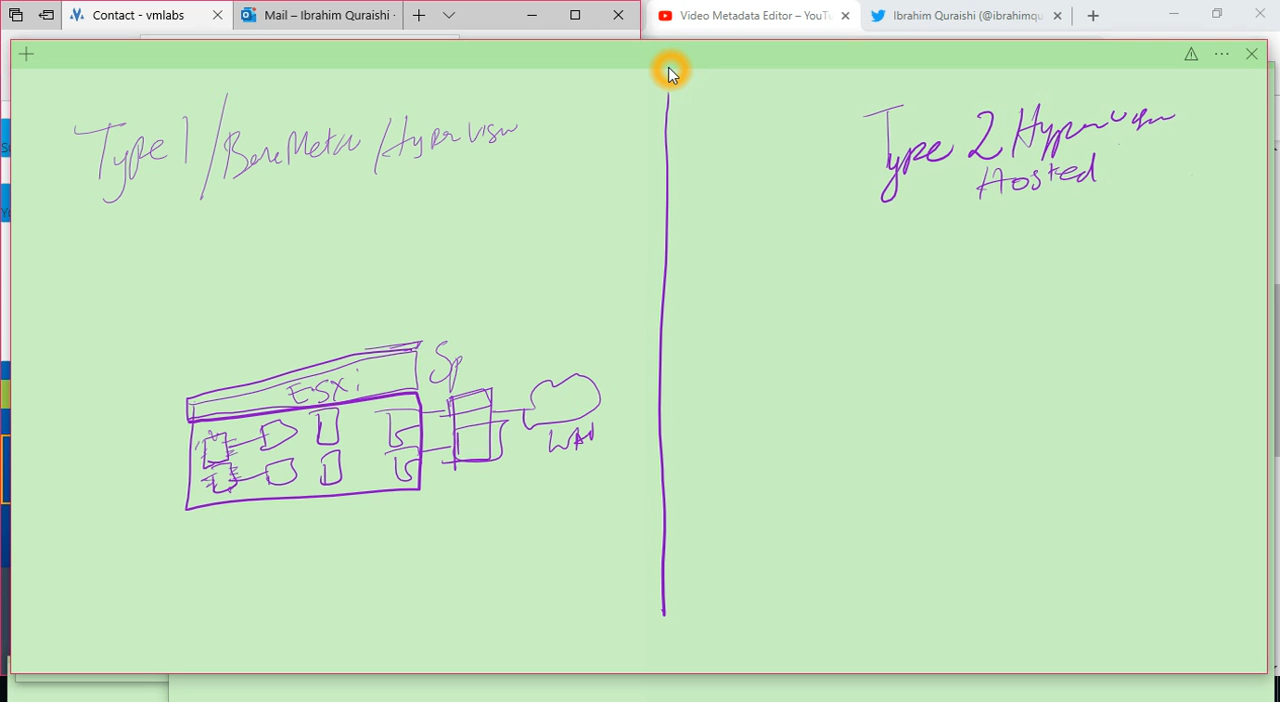 Contact - vmlabs
Mail – Ibrahim Quraishi
Video Metadata Editor – YouTu
Ibrahim Quraishi (@ibrahimqu
Type 1 / BareMetal / Hypervisor
Type 2 Hypervisor
Hosted
ESXi
WAN